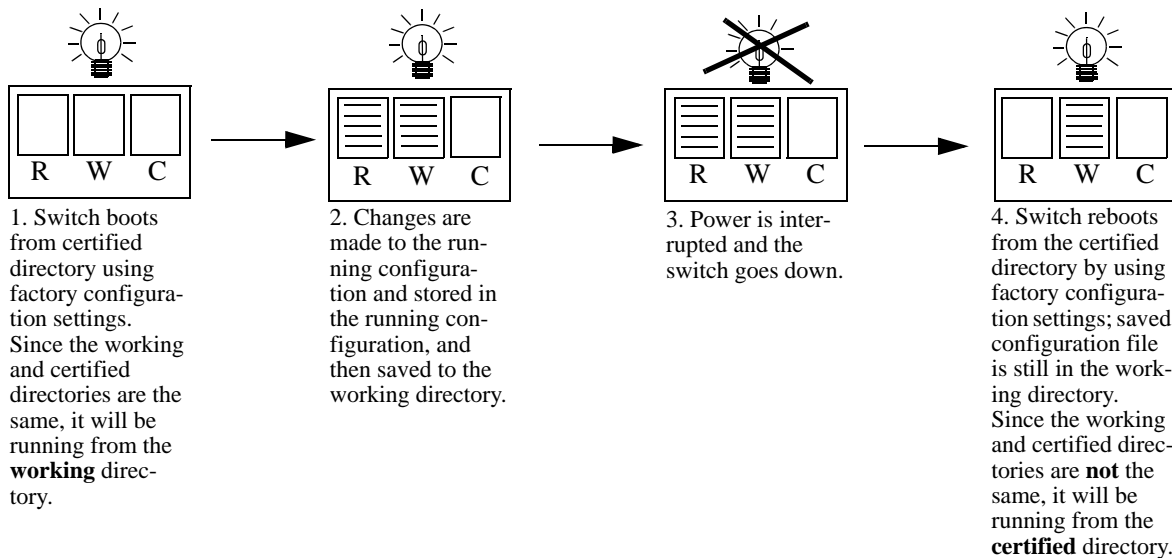 R W C
1. Switch boots
from certified
directory using
factory configura-
tion settings.
Since the working
and certified
directories are the
same, it will be
running from the
working direc-
tory.
R W C
2. Changes are
made to the run-
ning configura-
tion and stored in
the running con-
figuration, and
then saved to the
working directory.
R W C
3. Power is inter-
rupted and the
switch goes down.
R W C
4. Switch reboots
from the certified
directory by using
factory configura-
tion settings; saved
configuration file
is still in the work-
ing directory.
Since the working
and certified direc-
tories are not the
same, it will be
running from the
certified directory.